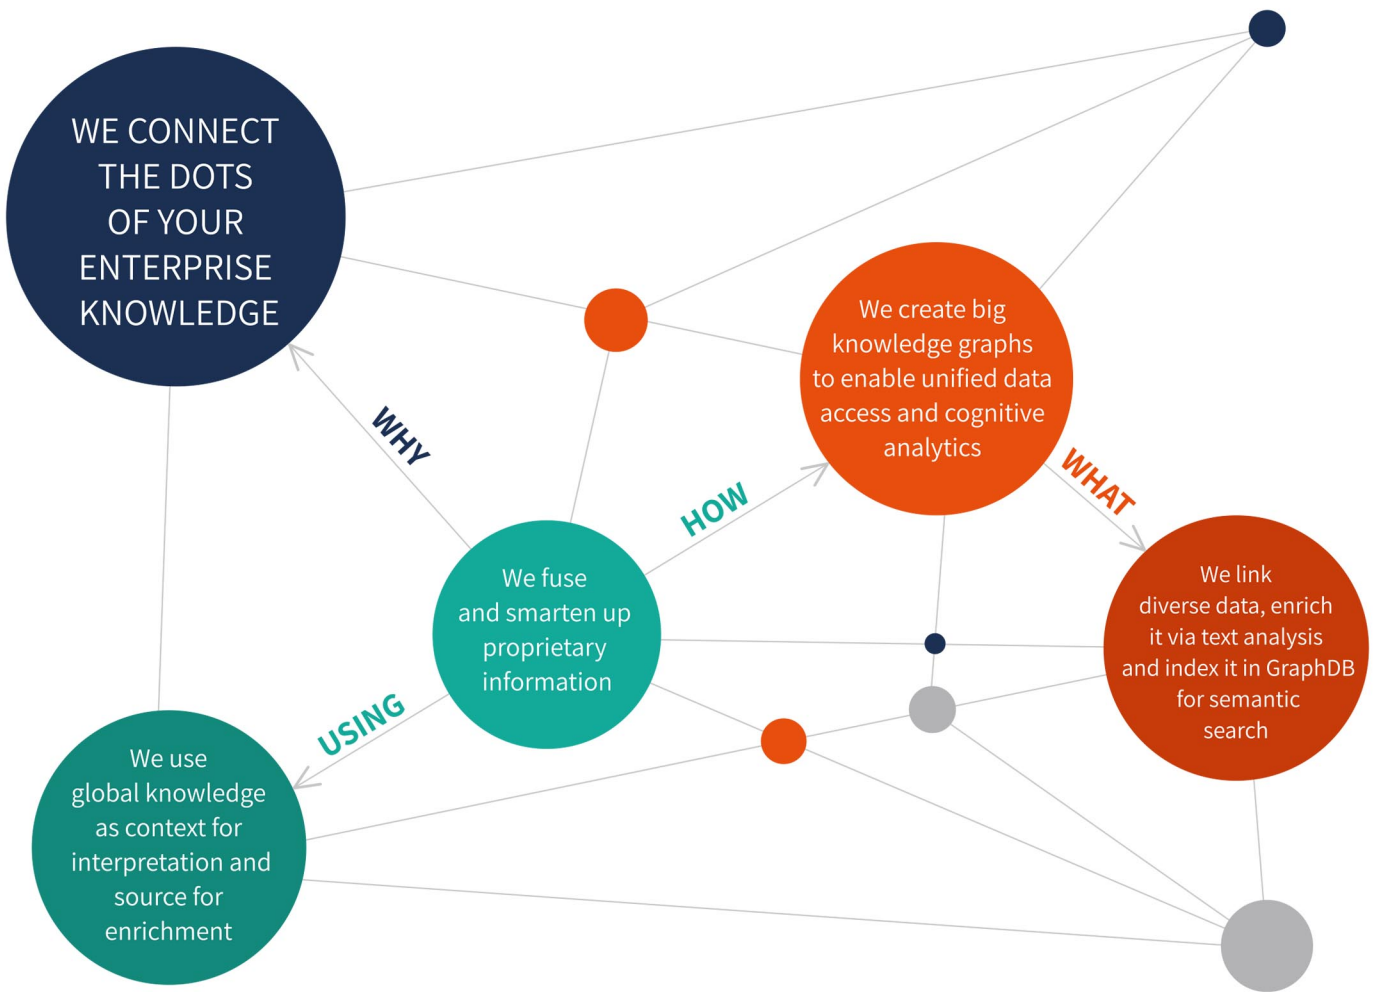 WE CONNECT
THE DOTS
OF YOUR
ENTERPRISE
KNOWLEDGE
WHY
We create big
knowledge graphs
to enable unified data
access and cognitive
analytics
HOW
WHAT
We fuse
and smarten up
proprietary
information
We link
diverse data, enrich
it via text analysis
and index it in GraphDB
for semantic
search
USING
We use
global knowledge
as context for
interpretation and
source for
enrichment